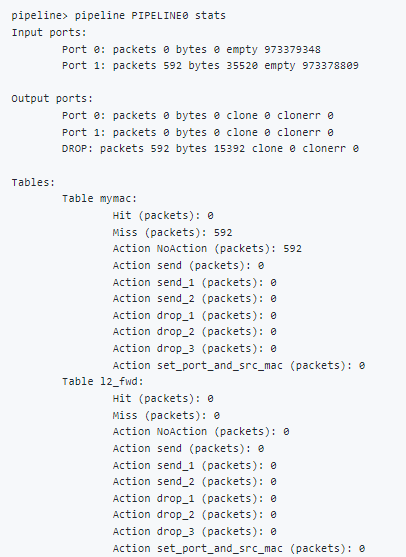 pipeline> pipeline PIPELINE0 stats
Input ports:
Port 0: packets 0 bytes 0 empty 973379348
Port 1: packets 592 bytes 35520 empty 973378809
Output ports:
Port 0: packets 0 bytes 0 clone 0 clonerr 0
Port 1: packets 0 bytes 0 clone 0 clonerr 0
DROP: packets 592 bytes 15392 clone 0 clonerr 0
Tables:
Table mymac:
Hit (packets): 0
Miss (packets): 592
Action NoAction (packets): 592
Action send (packets): 0
Action send_1 (packets): 0
Action send_2 (packets): 0
Action drop_1 (packets): 0
Action drop_2 (packets): 0
Action drop_3 (packets): 0
Action set_port_and_src_mac (packets): 0
Table l2_fwd:
Hit (packets): 0
Miss (packets): 0
Action NoAction (packets): 0
Action send (packets): 0
Action send_1 (packets): 0
Action send_2 (packets): 0
Action drop_1 (packets): 0
Action drop_2 (packets): 0
Action drop_3 (packets): 0
Action set_port_and_src_mac (packets): 0